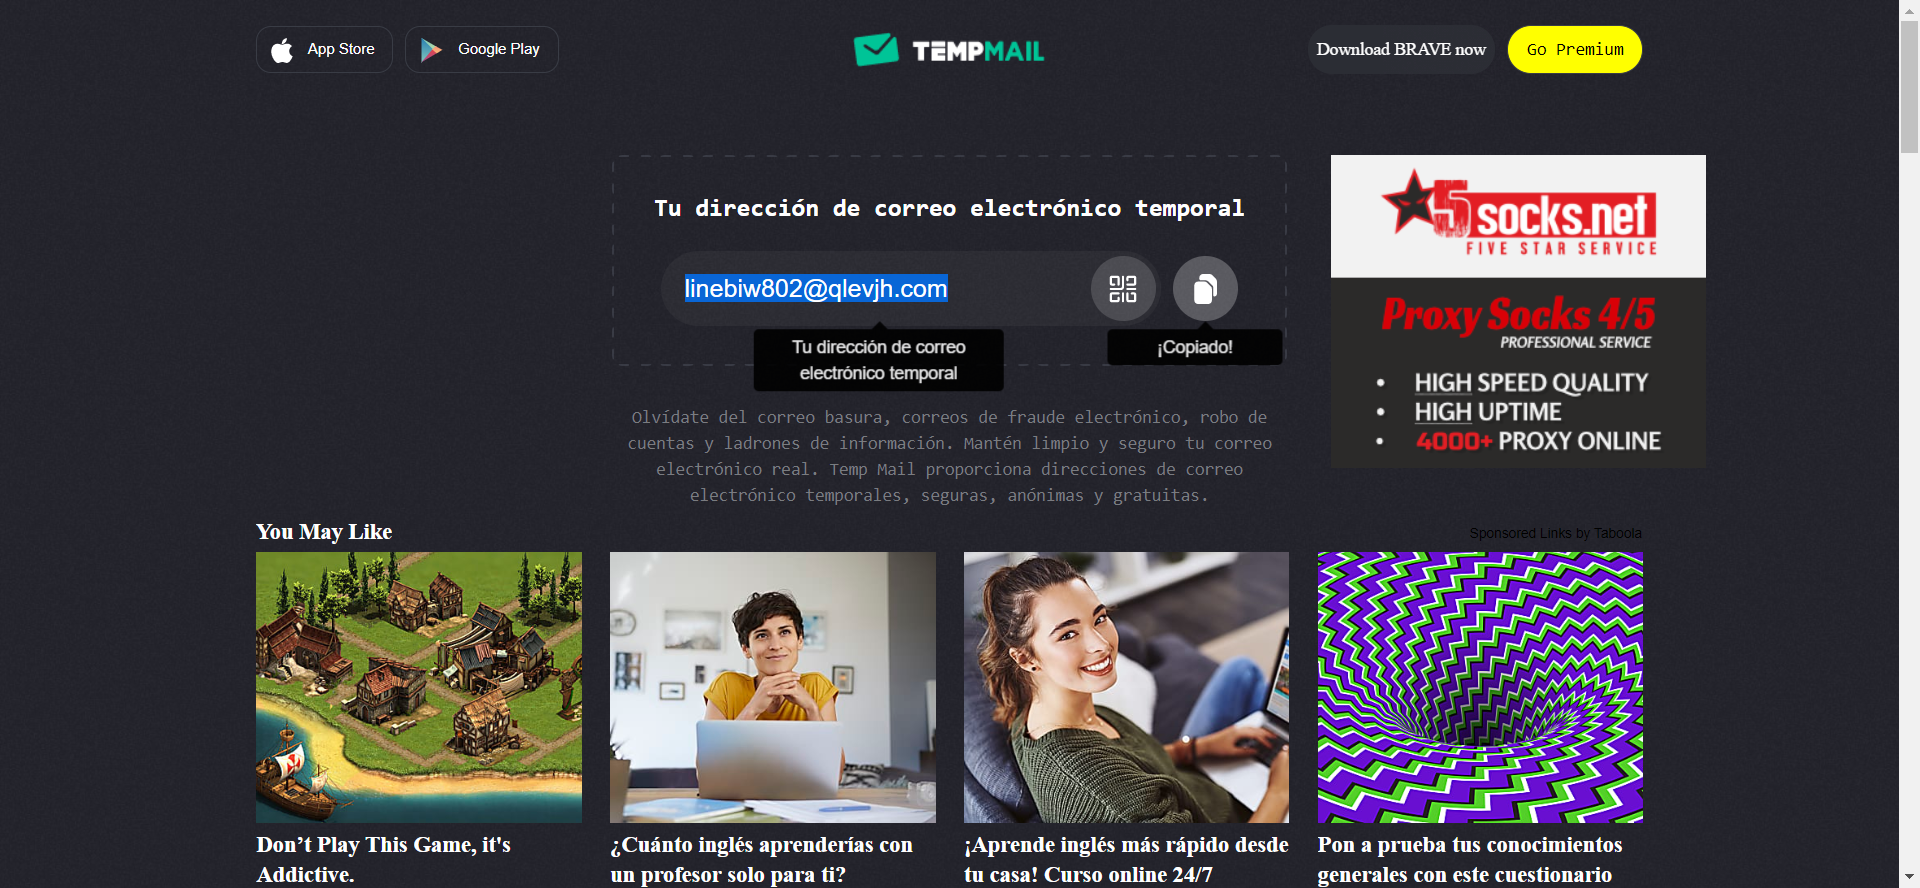 App Store
Google Play
TEMPMAIL
Download BRAVE now
Go Premium
Tu dirección de correo electrónico temporal
linebiw802@qlevjh.com
Tu dirección de correo
electrónico temporal
¡Copiado!
Olvídate del correo basura, correos de fraude electrónico, robo de
cuentas y ladrones de información. Mantén limpio y seguro tu correo
electrónico real. Temp Mail proporciona direcciones de correo
electrónico temporales, seguras, anónimas y gratuitas.
5socks.net
FIVE STAR SERVICE
Proxy Socks 4/5
PROFESSIONAL SERVICE
• HIGH SPEED QUALITY
• HIGH UPTIME
• 4000+ PROXY ONLINE
You May Like
Sponsored Links by Taboola
Don’t Play This Game, it's
Addictive.
¿Cuánto inglés aprenderías con
un profesor solo para ti?
¡Aprende inglés más rápido desde
tu casa! Curso online 24/7
Pon a prueba tus conocimientos
generales con este cuestionario